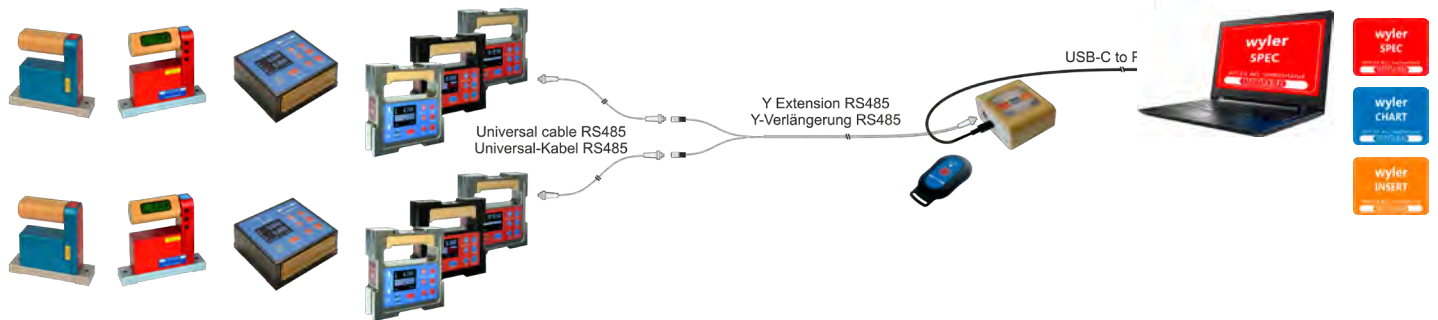 USB-C to P
Y Extension RS485
Y-Verlängerung RS485
Universal cable RS485
Universal-Kabel RS485
wyler
SPEC
wyler
SPEC
wyler
CHART
wyler
INSERT